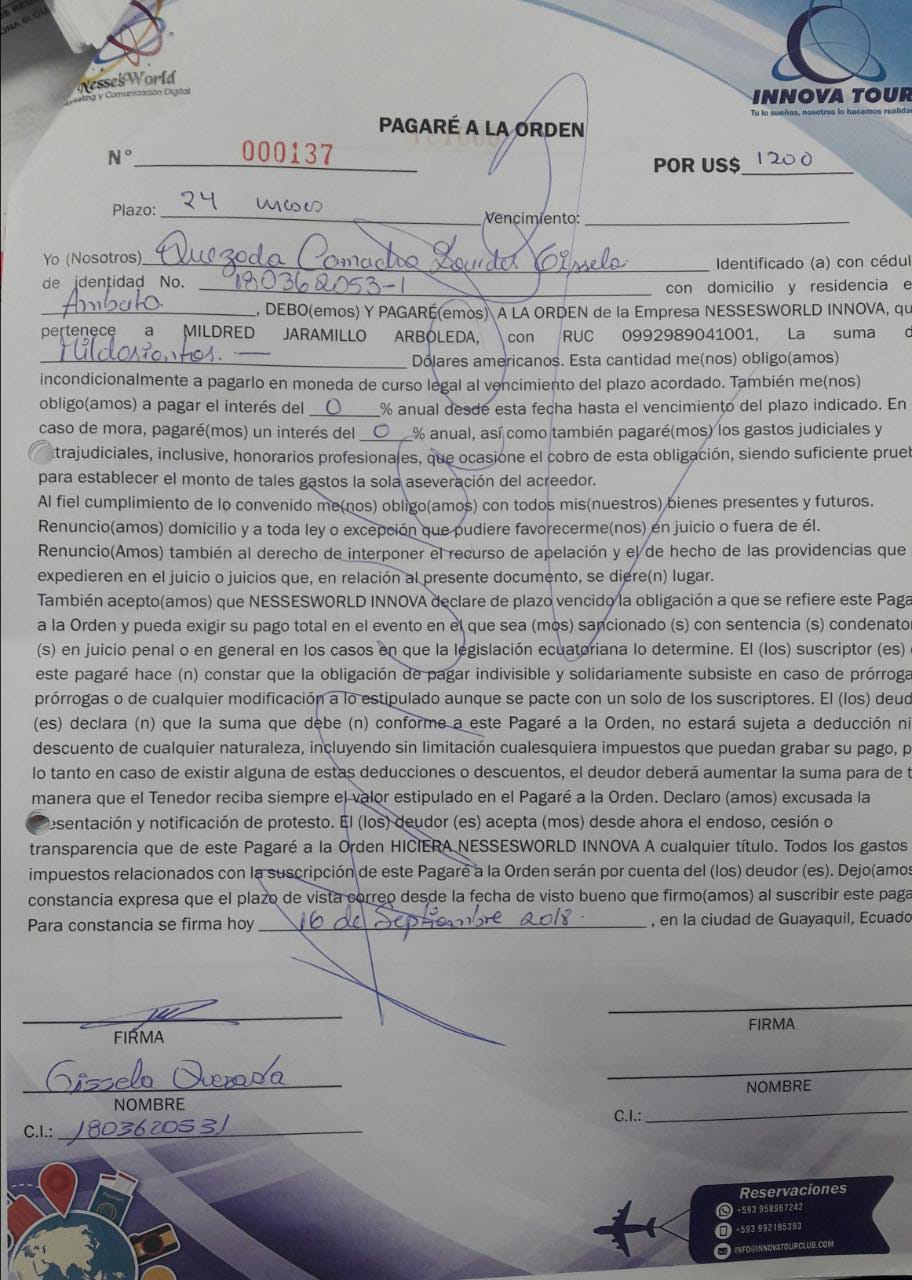 Nesse'sWorld
Marketing y Comunicación Digital
INNOVA TOUR
Tu lo sueñas, nosotros lo hacemos realidad
PAGARÉ A LA ORDEN
N° 000137
POR US$ 1200
Plazo: 24 meses
Vencimiento:
Yo (Nosotros) Quezada Camacho Lourdes Gissela Identificado (a) con cédul
de identidad No. 180362053-1 con domicilio y residencia e
Ambato. , DEBO(emos) Y PAGARÉ(emos) A LA ORDEN de la Empresa NESSESWORLD INNOVA, qu
pertenece a MILDRED JARAMILLO ARBOLEDA, con RUC 0992989041001, La suma d
Mildosientos. — Dólares americanos. Esta cantidad me(nos) obligo(amos)
incondicionalmente a pagarlo en moneda de curso legal al vencimiento del plazo acordado. También me(nos)
obligo(amos) a pagar el interés del 0 % anual desde esta fecha hasta el vencimiento del plazo indicado. En
caso de mora, pagaré(mos) un interés del 0 % anual, así como también pagaré(mos) los gastos judiciales y
trajudiciales, inclusive, honorarios profesionales, que ocasione el cobro de esta obligación, siendo suficiente prueb
para establecer el monto de tales gastos la sola aseveración del acreedor.
Al fiel cumplimiento de lo convenido me(nos) obligo(amos) con todos mis(nuestros) bienes presentes y futuros.
Renuncio(amos) domicilio y a toda ley o excepción que pudiere favorecerme(nos) en juicio o fuera de él.
Renuncio(Amos) también al derecho de interponer el recurso de apelación y el de hecho de las providencias que
expedieren en el juicio o juicios que, en relación al presente documento, se diere(n) lugar.
También acepto(amos) que NESSESWORLD INNOVA declare de plazo vencido la obligación a que se refiere este Paga
a la Orden y pueda exigir su pago total en el evento en el que sea (mos) sancionado (s) con sentencia (s) condenator
(s) en juicio penal o en general en los casos en que la legislación ecuatoriana lo determine. El (los) suscriptor (es)
este pagaré hace (n) constar que la obligación de pagar indivisible y solidariamente subsiste en caso de prórroga
prórrogas o de cualquier modificación a lo estipulado aunque se pacte con un solo de los suscriptores. El (los) deud
(es) declara (n) que la suma que debe (n) conforme a este Pagaré a la Orden, no estará sujeta a deducción ni
descuento de cualquier naturaleza, incluyendo sin limitación cualesquiera impuestos que puedan grabar su pago, p
lo tanto en caso de existir alguna de estas deducciones o descuentos, el deudor deberá aumentar la suma para de t
manera que el Tenedor reciba siempre el valor estipulado en el Pagaré a la Orden. Declaro (amos) excusada la
esentación y notificación de protesto. El (los) deudor (es) acepta (mos) desde ahora el endoso, cesión o
transparencia que de este Pagaré a la Orden HICIERA NESSESWORLD INNOVA A cualquier título. Todos los gastos
impuestos relacionados con la suscripción de este Pagaré a la Orden serán por cuenta del (los) deudor (es). Dejo(amos
constancia expresa que el plazo de vista correo desde la fecha de visto bueno que firmo(amos) al suscribir este paga
Para constancia se firma hoy 16 de Septiembre 2018. , en la ciudad de Guayaquil, Ecuado
FIRMA
FIRMA
Gissela Quezada
NOMBRE
NOMBRE
C.I.: 1803620531
C.I.:
Reservaciones
+593 958967242
+593 992195393
INFO@INNOVATOURCLUB.COM